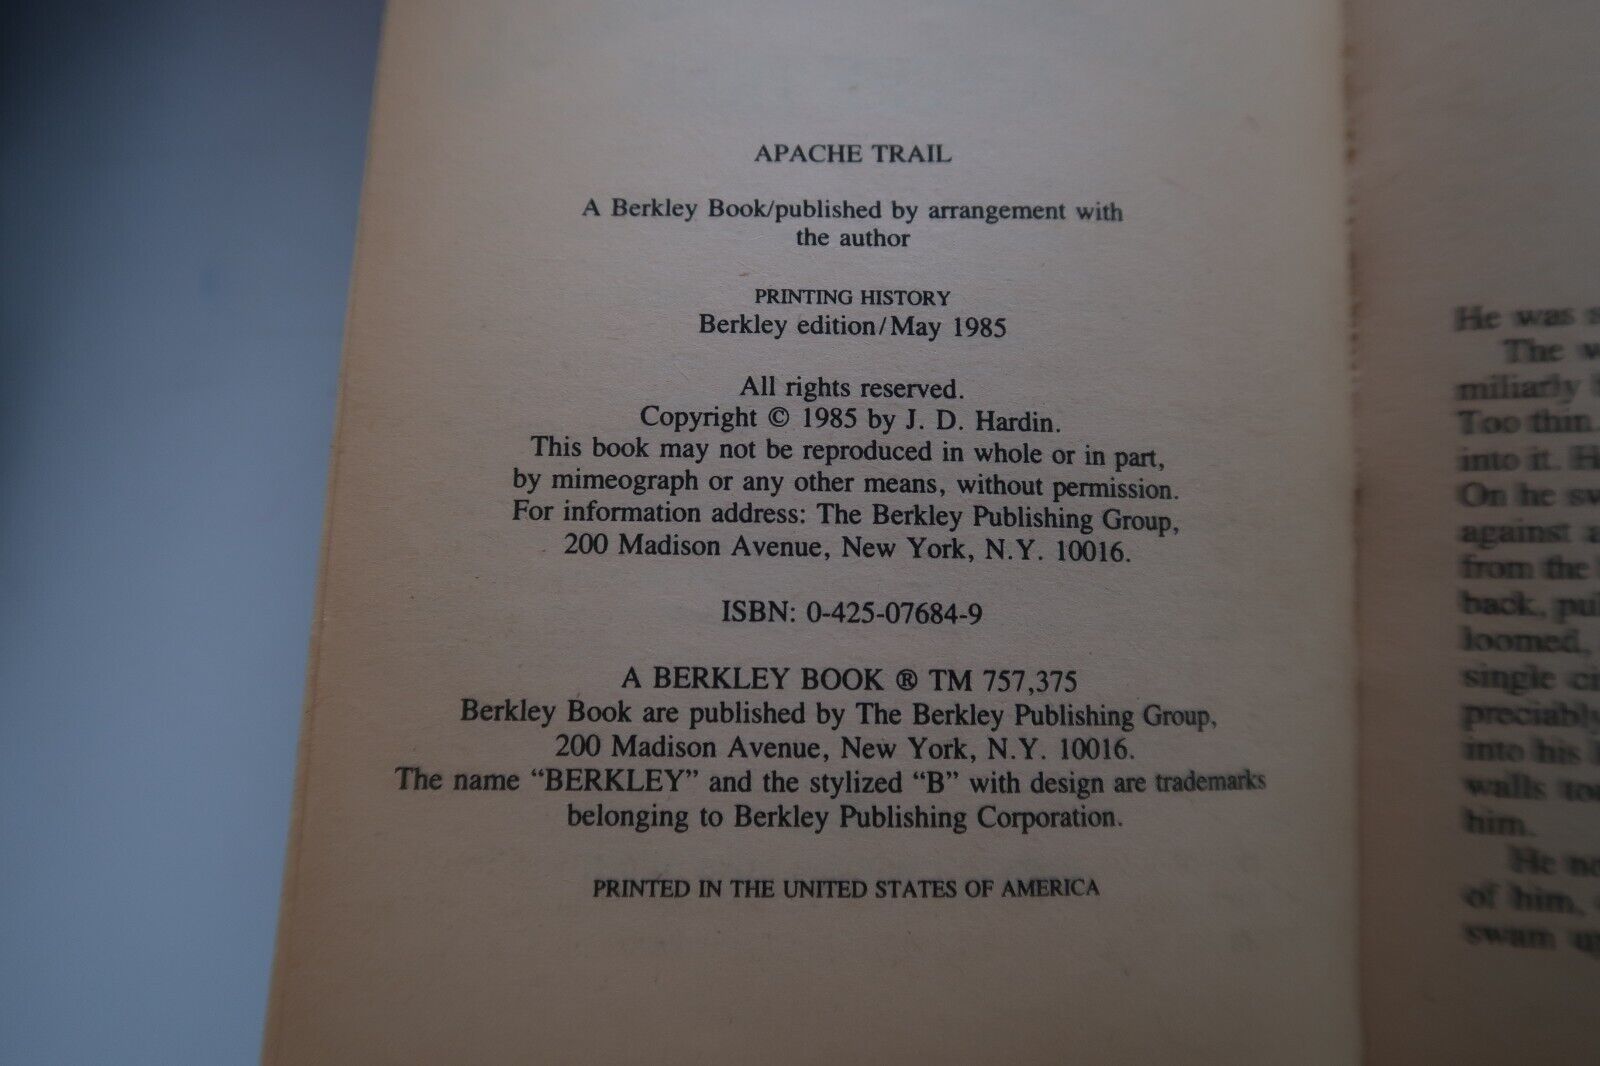 APACHE TRAIL
A Berkley Book/published by arrangement with
the author
PRINTING HISTORY
Berkley edition/May 1985
All rights reserved.
Copyright © 1985 by J. D. Hardin.
This book may not be reproduced in whole or in part,
by mimeograph or any other means, without permission.
For information address: The Berkley Publishing Group,
200 Madison Avenue, New York, N.Y. 10016.
ISBN: 0-425-07684-9
A BERKLEY BOOK ® TM 757,375
Berkley Book are published by The Berkley Publishing Group,
200 Madison Avenue, New York, N.Y. 10016.
The name “BERKLEY” and the stylized “B” with design are trademarks
belonging to Berkley Publishing Corporation.
PRINTED IN THE UNITED STATES OF AMERICA
He was
The
miliarly
Too thin.
into it.
On he
against
from the
back,
loomed,
single
preciably
into his
walls
him.
He
of him,
swam